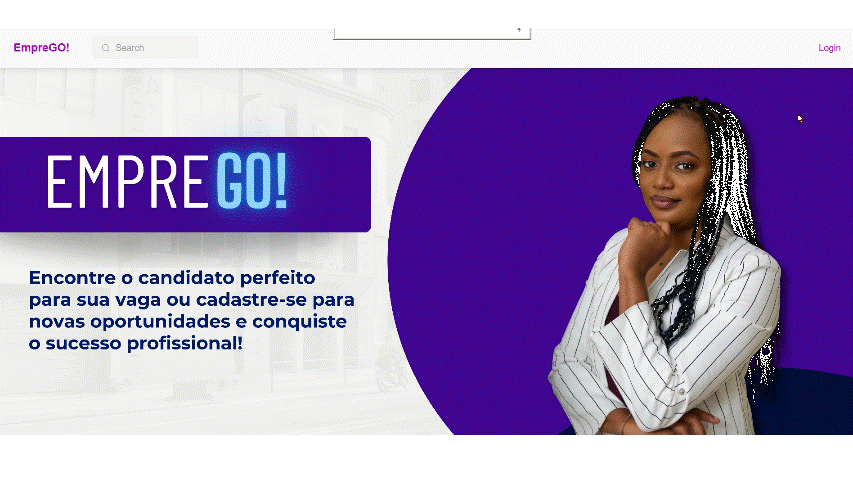 EmpreGO!
Search
Login
EMPREGO!
Encontre o candidato perfeito
para sua vaga ou cadastre-se para
novas oportunidades e conquiste
o sucesso profissional!